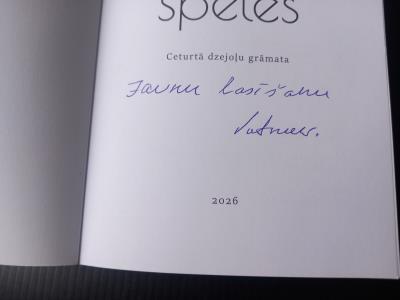 spēles
Ceturtā dzejoļu grāmata
Jauku lasīšanu
2026